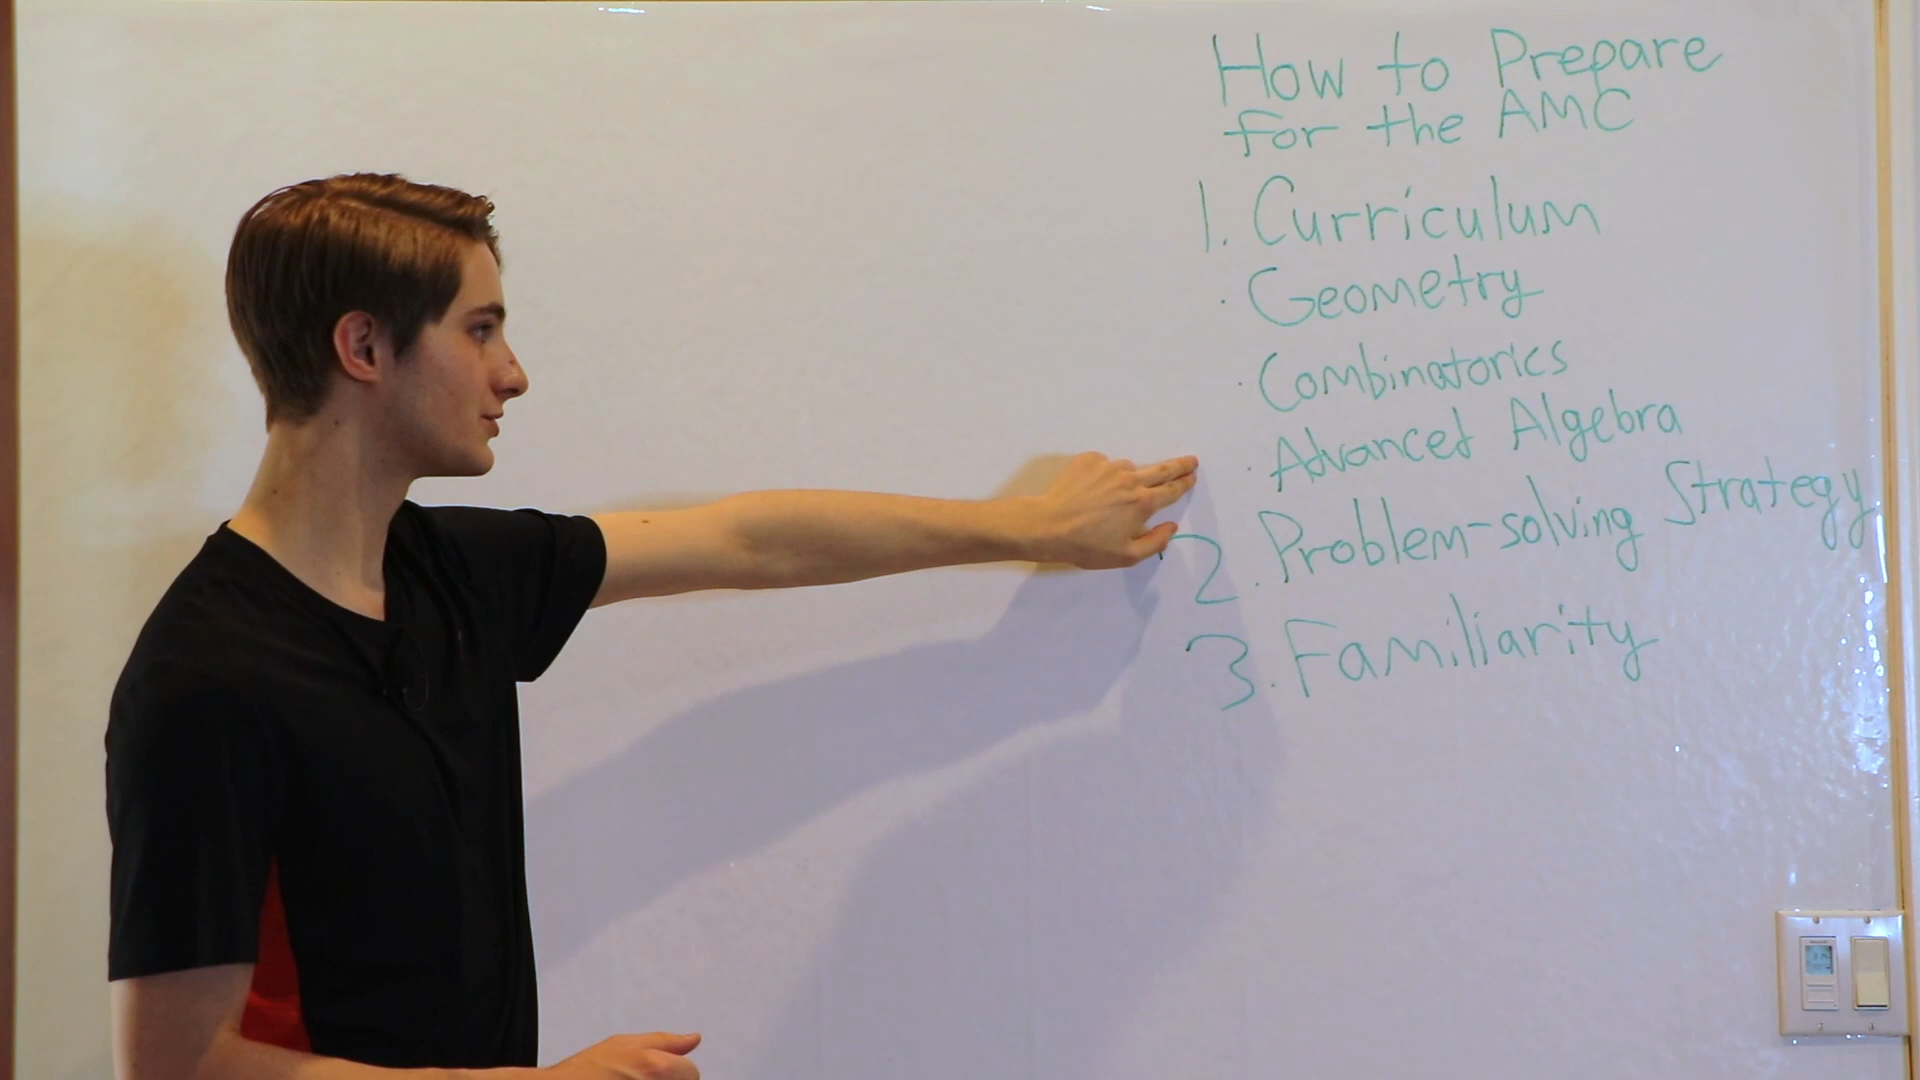 How to Prepare
for the AMC
1. Curriculum
· Geometry
· Combinatorics
· Advanced Algebra
2. Problem-solving Strategy
3. Familiarity